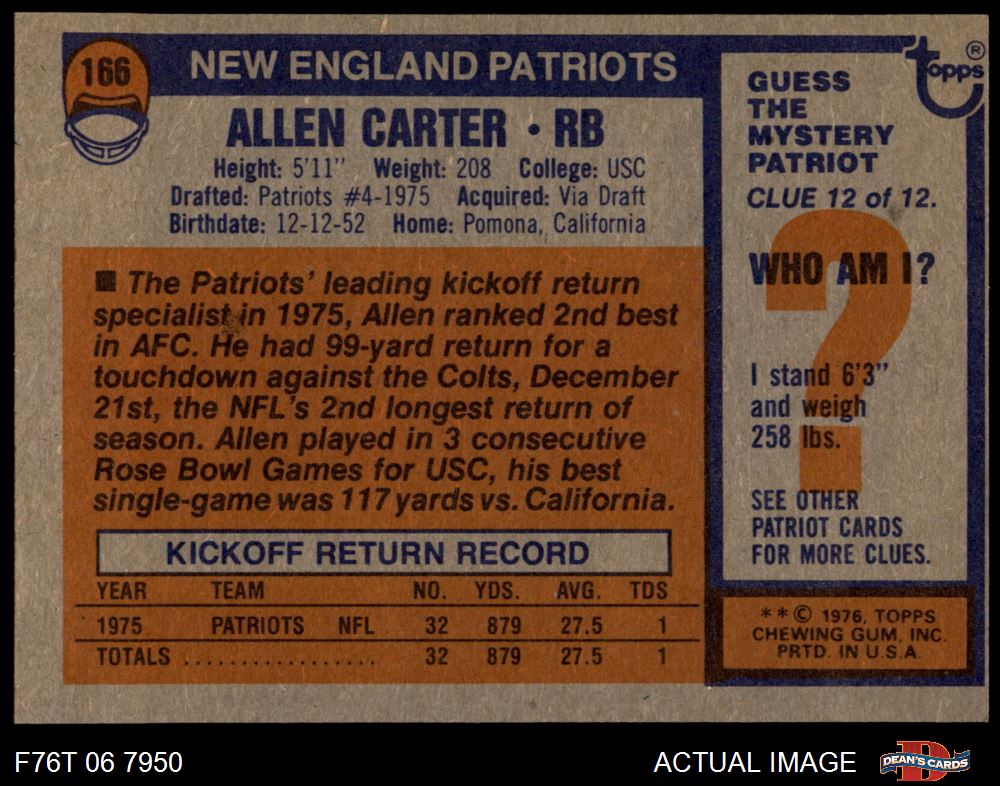 166
NEW ENGLAND PATRIOTS
ALLEN CARTER • RB
Height: 5'11'' Weight: 208 College: USC
Drafted: Patriots #4-1975 Acquired: Via Draft
Birthdate: 12-12-52 Home: Pomona, California
■ The Patriots' leading kickoff return
specialist in 1975, Allen ranked 2nd best
in AFC. He had 99-yard return for a
touchdown against the Colts, December
21st, the NFL's 2nd longest return of
season. Allen played in 3 consecutive
Rose Bowl Games for USC, his best
single-game was 117 yards vs. California.
KICKOFF RETURN RECORD
YEAR TEAM NO. YDS. AVG. TDS
1975 PATRIOTS NFL 32 879 27.5 1
TOTALS ................. 32 879 27.5 1
topps ®
GUESS
THE
MYSTERY
PATRIOT
CLUE 12 of 12.
?
WHO AM I?
I stand 6'3''
and weigh
258 lbs.
SEE OTHER
PATRIOT CARDS
FOR MORE CLUES.
**© 1976, TOPPS
CHEWING GUM, INC.
PRTD. IN U.S.A.
F76T 06 7950
ACTUAL IMAGE
D
DEAN'S CARDS